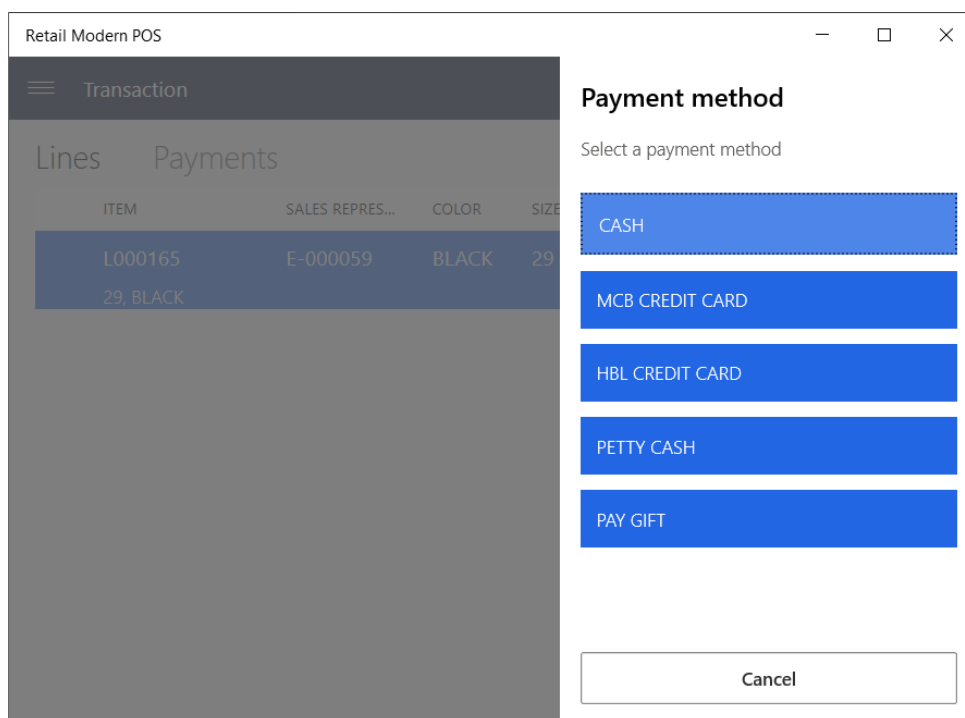 Retail Modern POS
Transaction
Lines Payments
ITEM SALES REPRES... COLOR SIZE
L000165 E-000059 BLACK 29
29, BLACK
Payment method
Select a payment method
CASH
MCB CREDIT CARD
HBL CREDIT CARD
PETTY CASH
PAY GIFT
Cancel